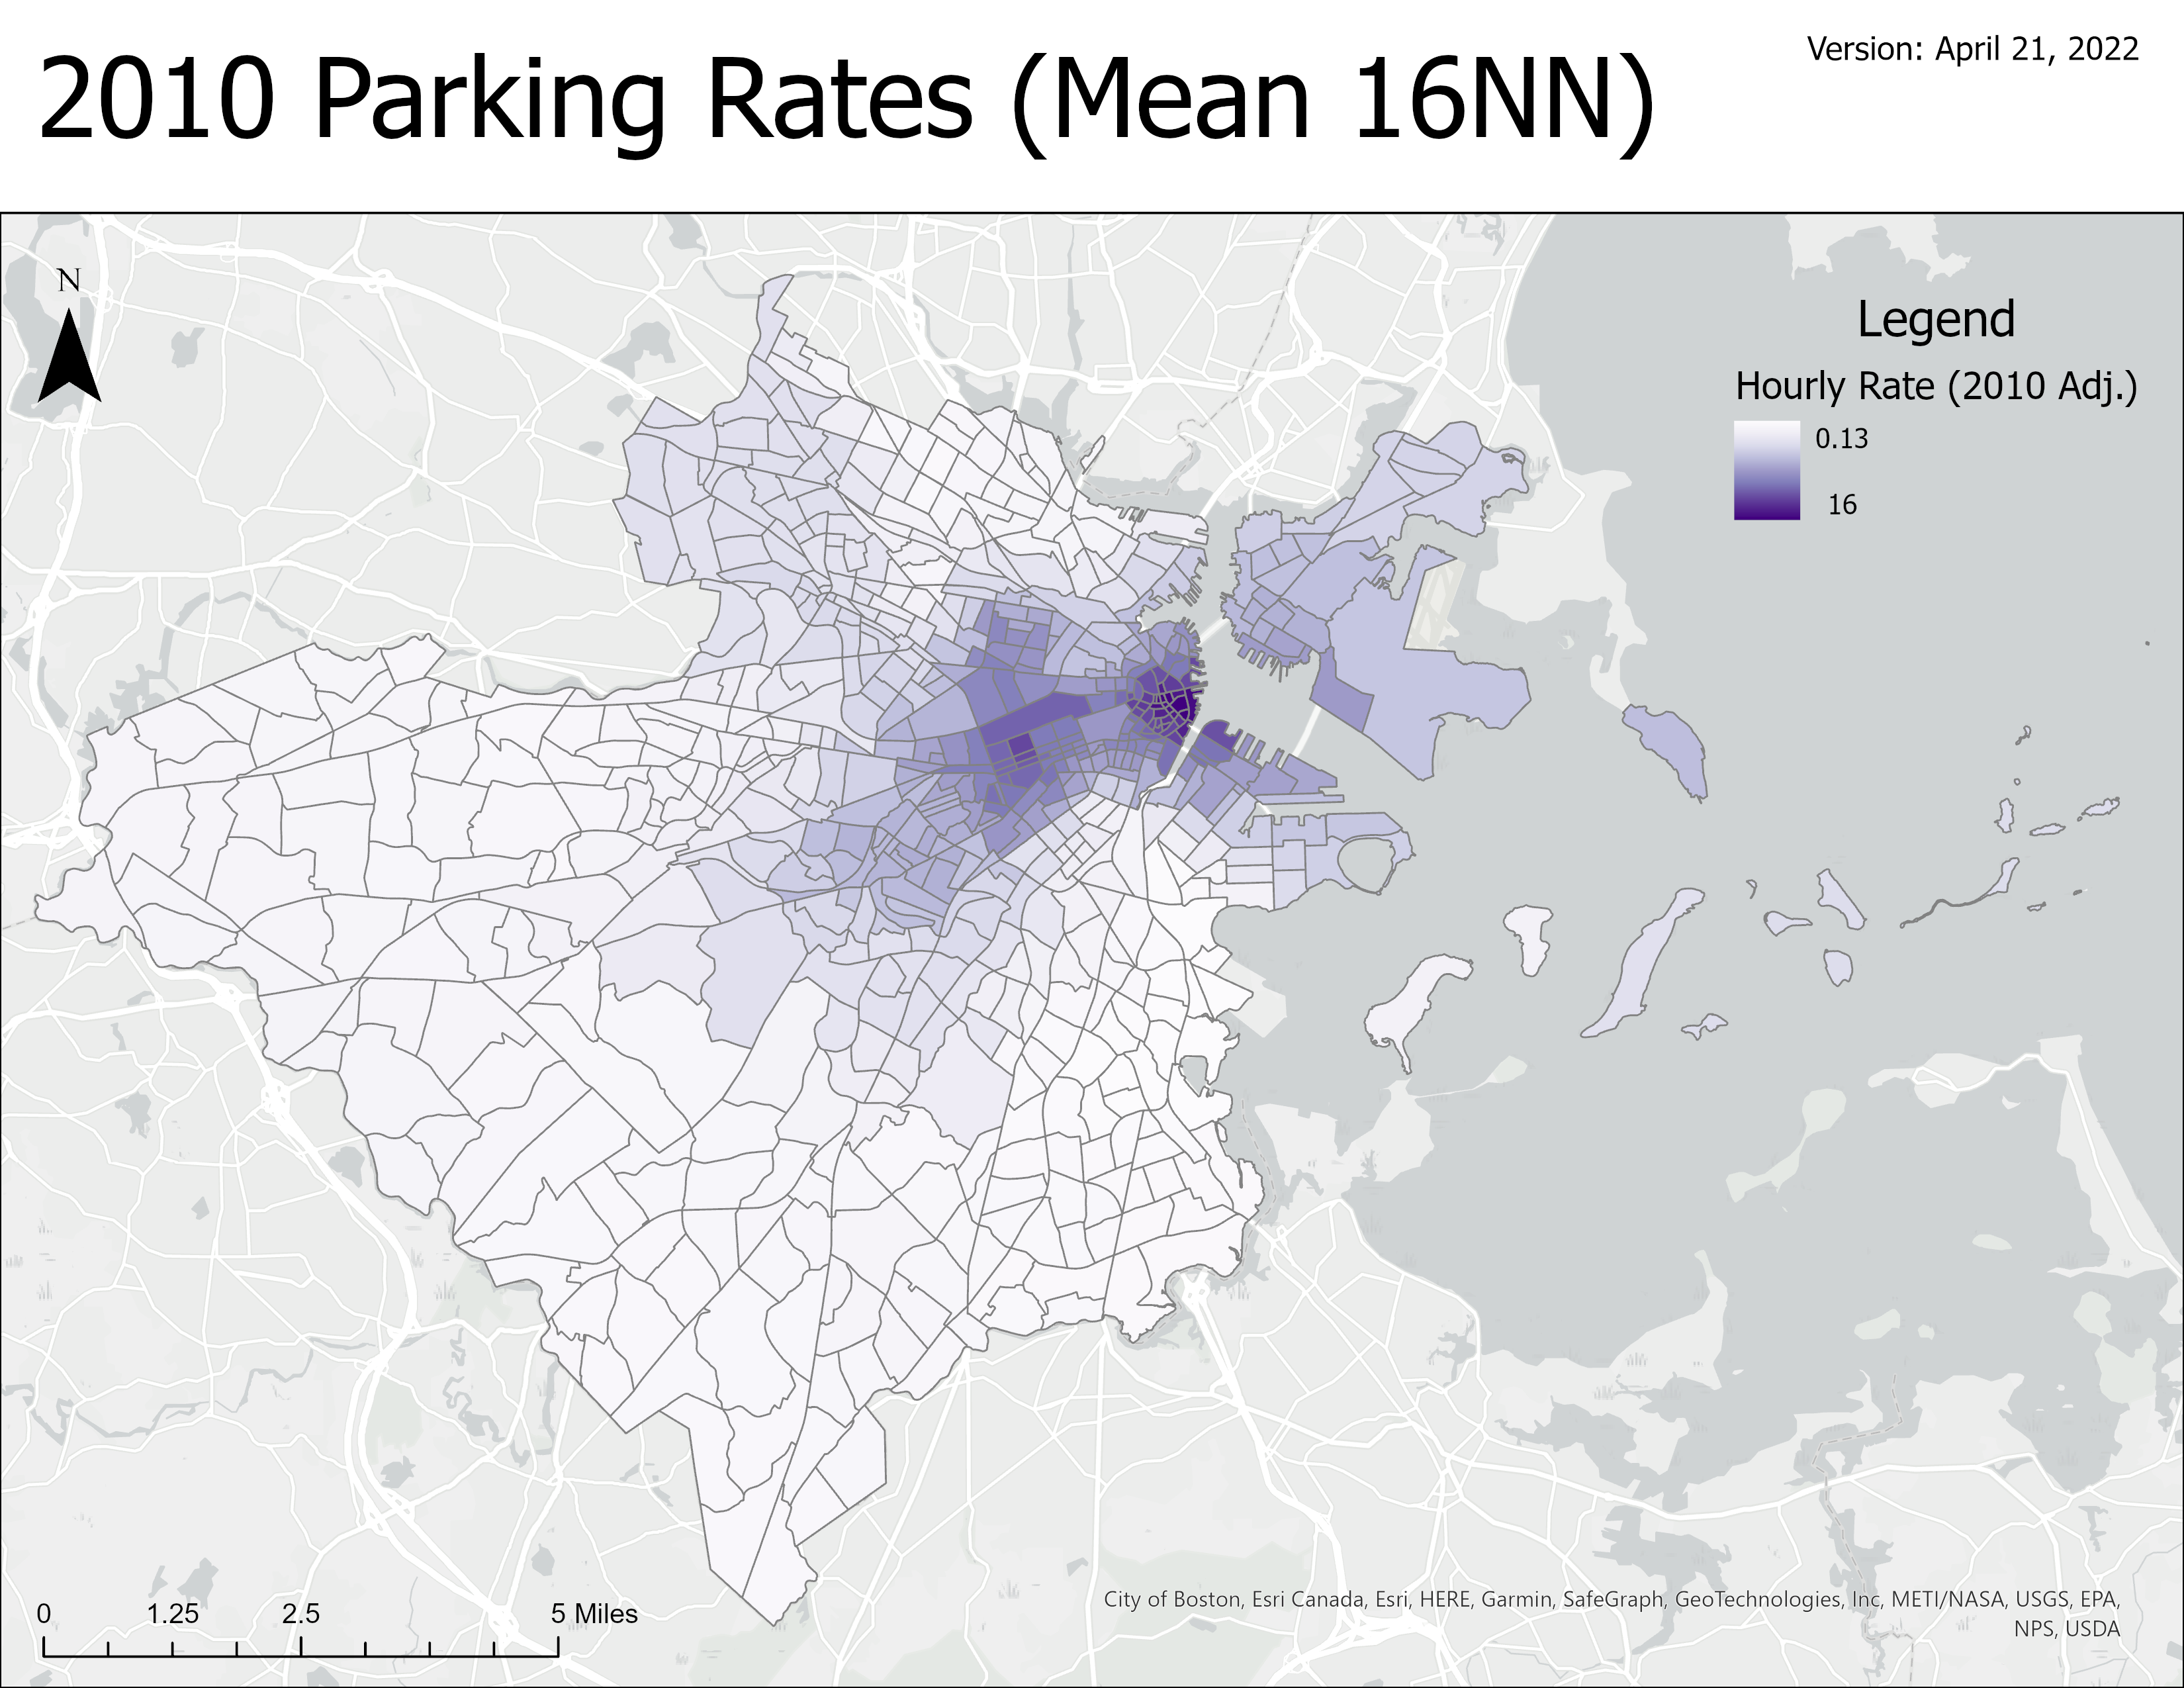 2010 Parking Rates (Mean 16NN)
Version: April 21, 2022
N
Legend
Hourly Rate (2010 Adj.)
0.13
16
0 1.25 2.5 5 Miles
City of Boston, Esri Canada, Esri, HERE, Garmin, SafeGraph, GeoTechnologies, Inc, METI/NASA, USGS, EPA,
NPS, USDA